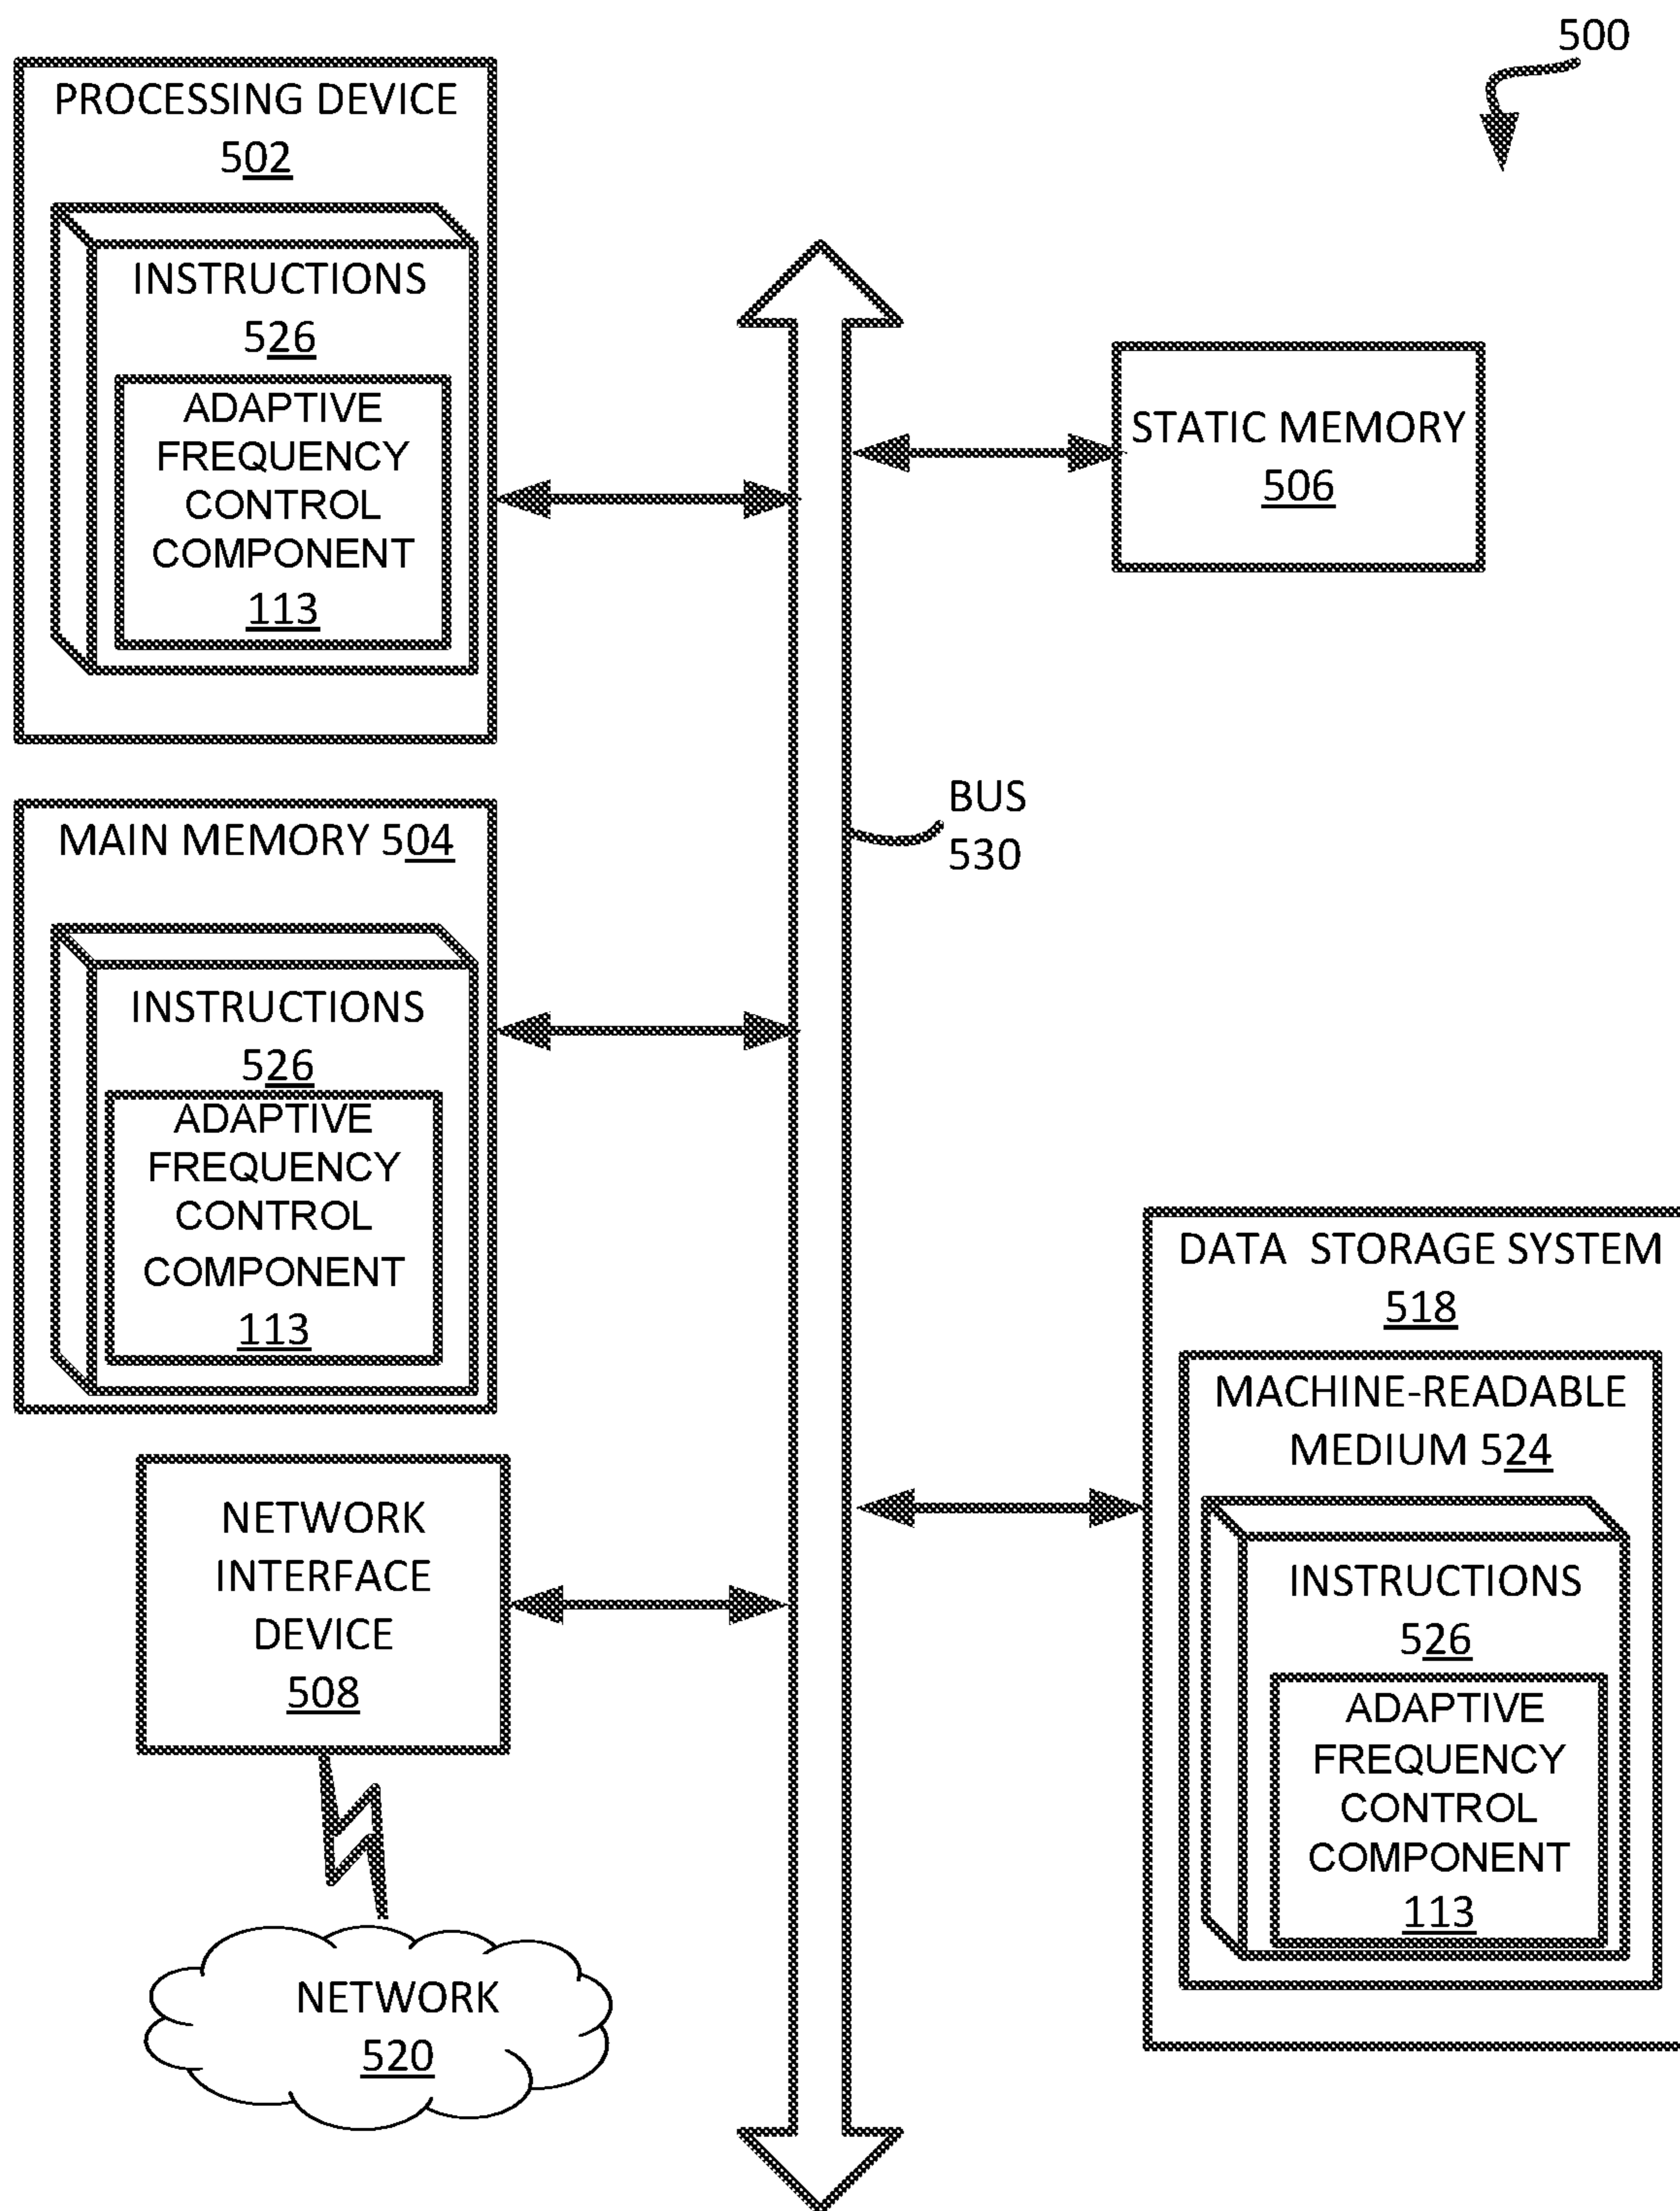 500
PROCESSING DEVICE
502
INSTRUCTIONS
526
ADAPTIVE
FREQUENCY
CONTROL
COMPONENT
113
STATIC MEMORY
506
BUS
530
MAIN MEMORY 504
INSTRUCTIONS
526
ADAPTIVE
FREQUENCY
CONTROL
COMPONENT
113
DATA STORAGE SYSTEM
518
MACHINE-READABLE
MEDIUM 524
INSTRUCTIONS
526
ADAPTIVE
FREQUENCY
CONTROL
COMPONENT
113
NETWORK
INTERFACE
DEVICE
508
NETWORK
520